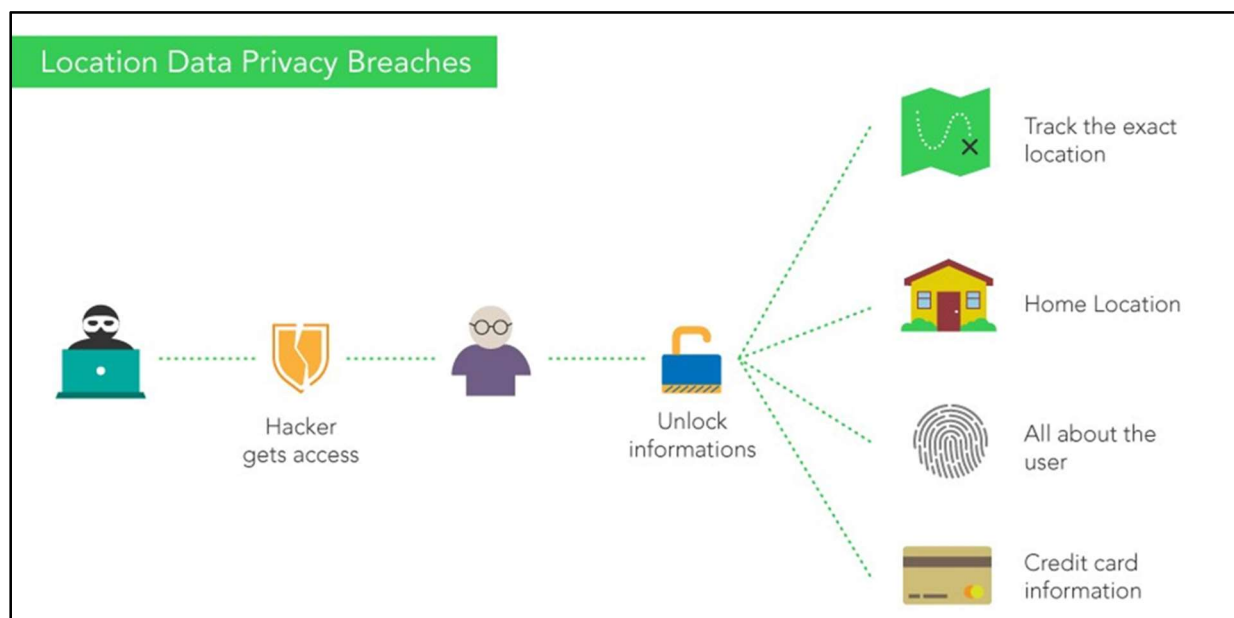 Location Data Privacy Breaches
Track the exact
location
Home Location
Hacker
gets access
Unlock
informations
All about the
user
Credit card
information